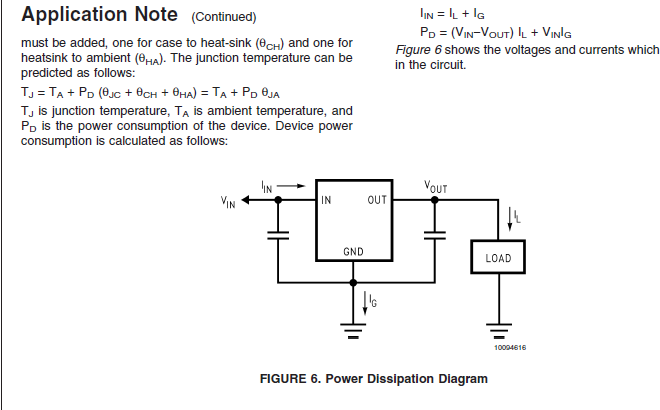 Application Note (Continued)
must be added, one for case to heat-sink (θCH) and one for
heatsink to ambient (θHA). The junction temperature can be
predicted as follows:
TJ = TA + PD (θJC + θCH + θHA) = TA + PD θJA
TJ is junction temperature, TA is ambient temperature, and
PD is the power consumption of the device. Device power
consumption is calculated as follows:
IIN = IL + IG
PD = (VIN–VOUT) IL + VINIG
Figure 6 shows the voltages and currents which
in the circuit.
IIN
VIN
IN
OUT
GND
VOUT
IL
LOAD
IG
10094616
FIGURE 6. Power Dissipation Diagram